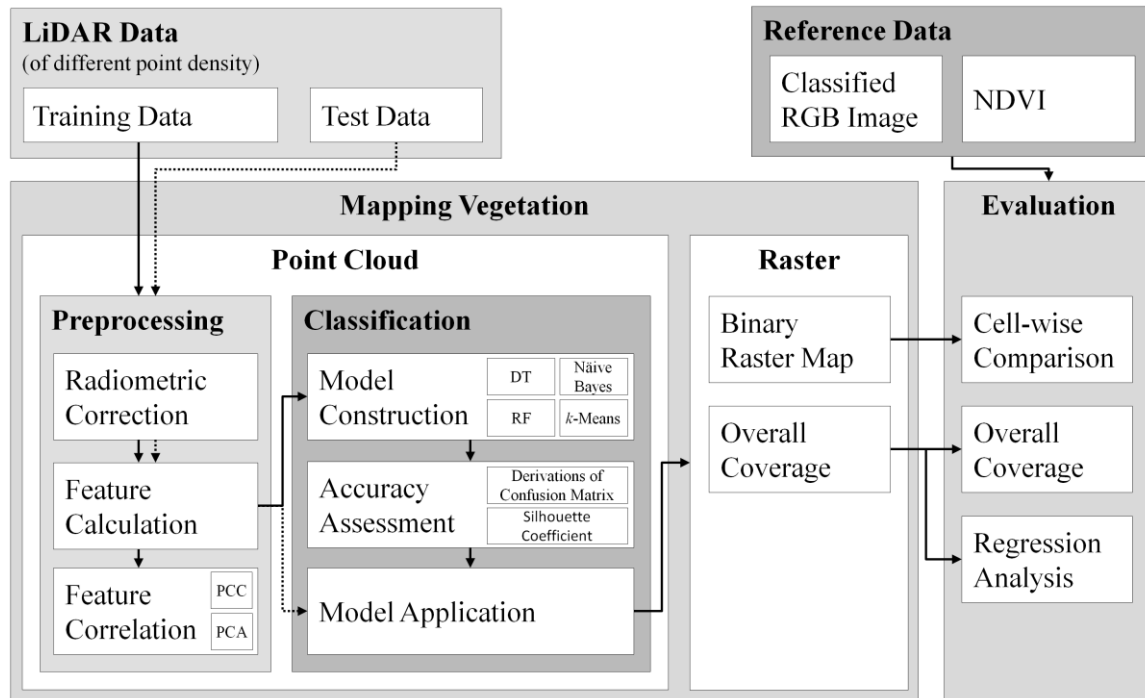 LiDAR Data
(of different point density)
Training Data
Test Data
Reference Data
Classified
RGB Image
NDVI
Mapping Vegetation
Point Cloud
Preprocessing
Radiometric
Correction
Feature
Calculation
Feature
Correlation
PCC
PCA
Classification
Model
Construction
DT
Näive
Bayes
RF
k-Means
Accuracy
Assessment
Derivations of
Confusion Matrix
Silhouette
Coefficient
Model Application
Raster
Binary
Raster Map
Overall
Coverage
Evaluation
Cell-wise
Comparison
Overall
Coverage
Regression
Analysis